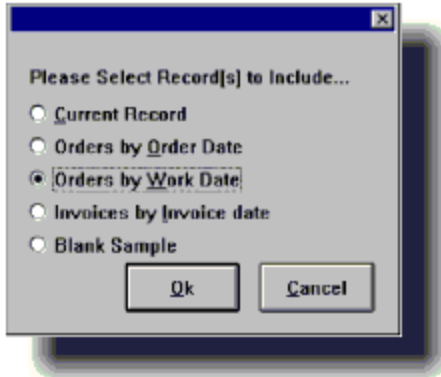 Please Select Record[s] to Include...
Current Record
Orders by Order Date
Orders by Work Date
Invoices by Invoice date
Blank Sample
Ok Cancel